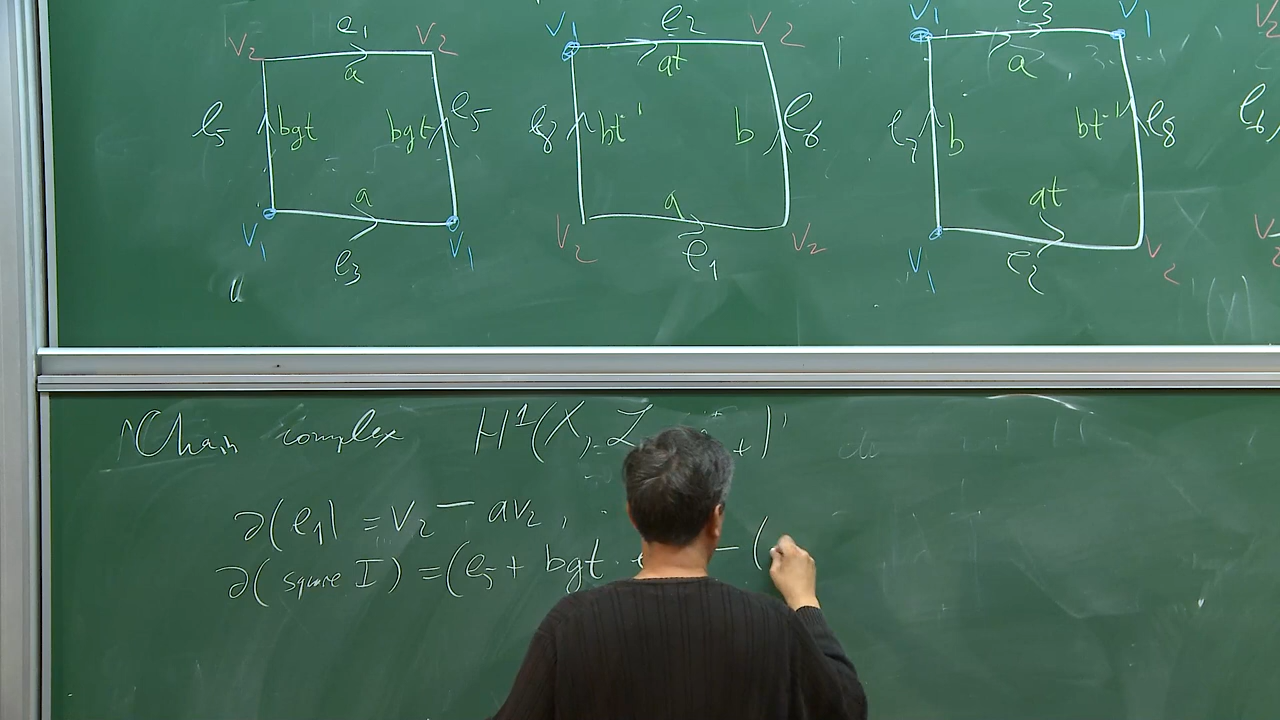 e₁ e₂ e₃
V₂ V₂ V₁ V₂ V₁ V₁
a at a
e₅ bgt bgt e₅ e₈ bt⁻¹ b e₆ e₇ b bt⁻¹ e₈ e₆
a a at
V₁ V₁ V₂ V₂ V₁ V₂
e₃ e₁ e₂
Chain complex H¹(X, Z
∂(e₁) = V₂ - av₂,
∂(square I) = (e₅ + bgt · - (